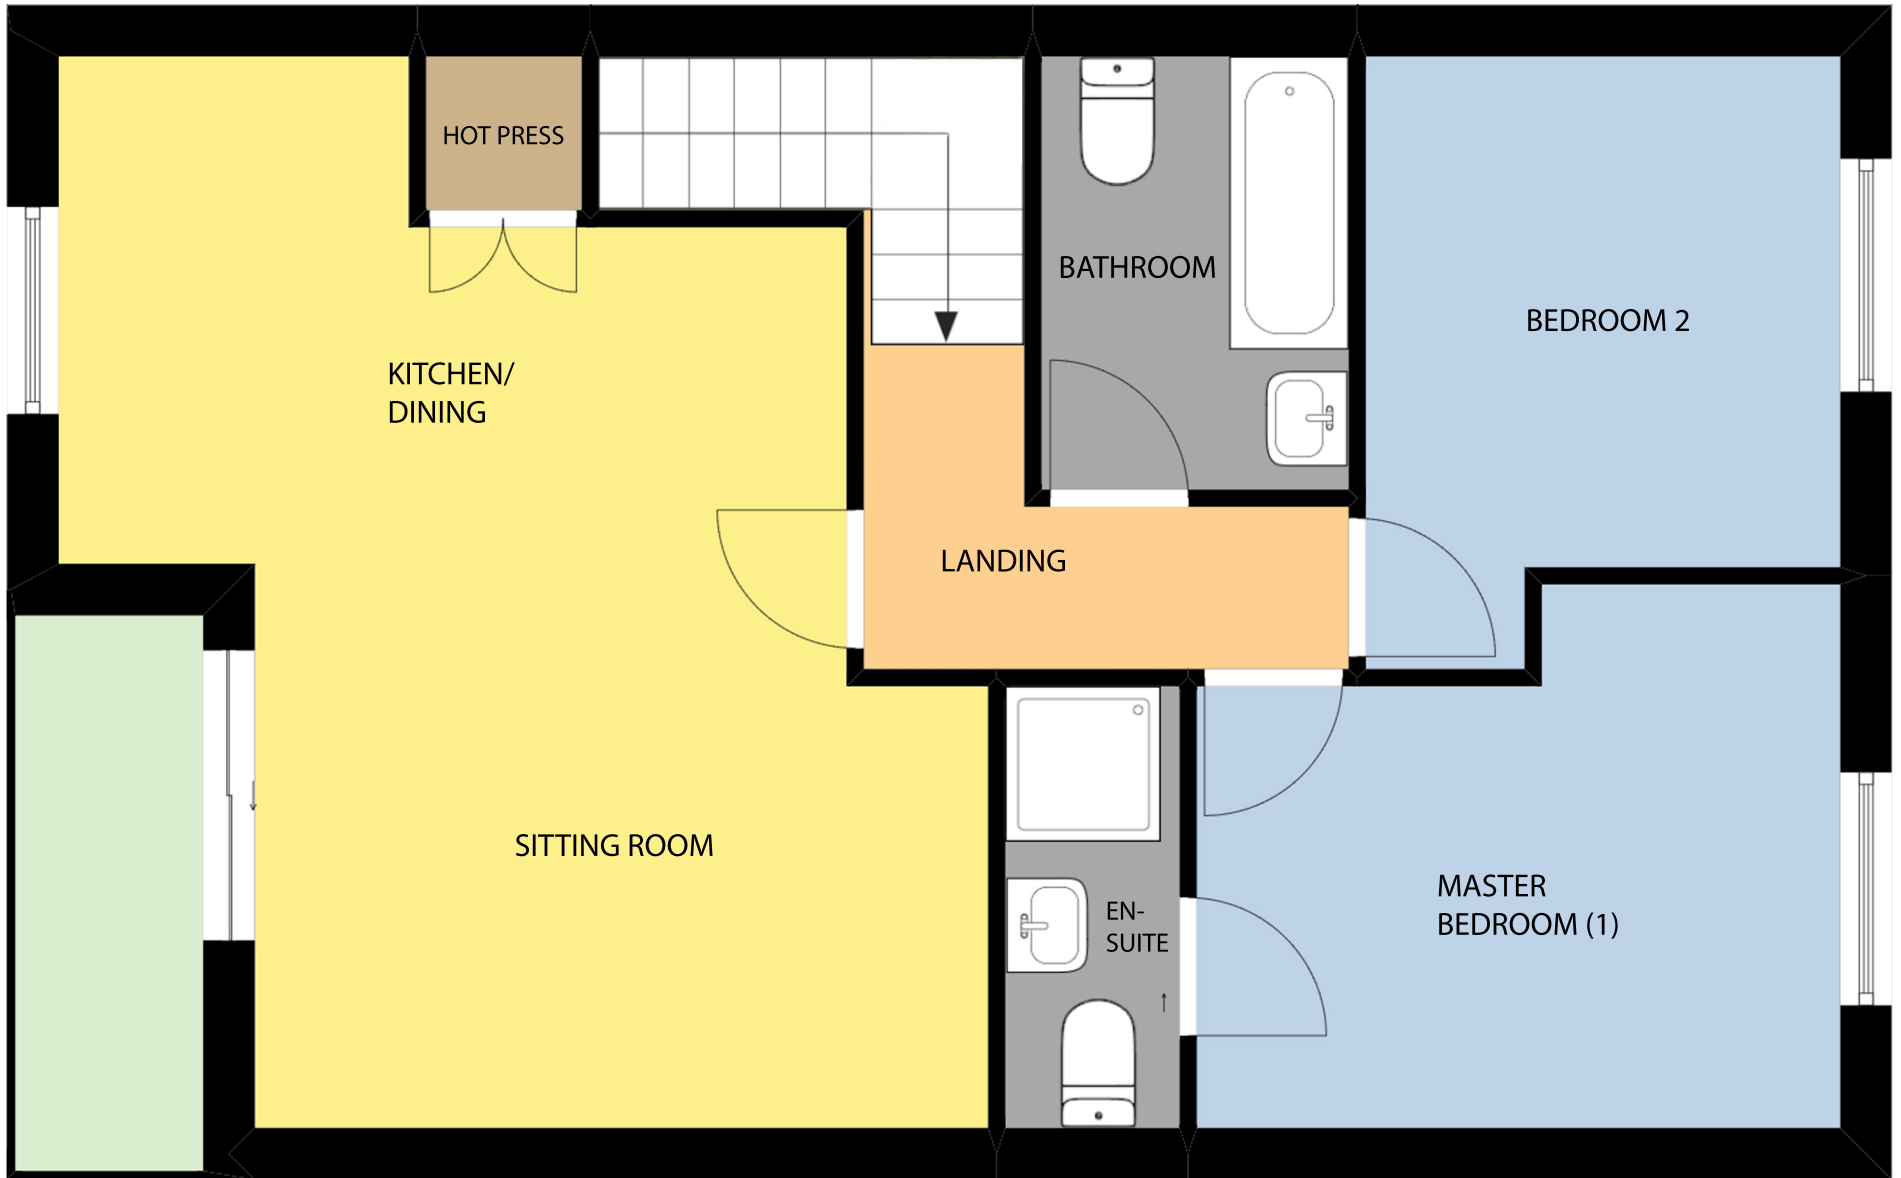 HOT PRESS
BATHROOM
BEDROOM 2
KITCHEN/
DINING
LANDING
SITTING ROOM
EN-
SUITE
MASTER
BEDROOM (1)